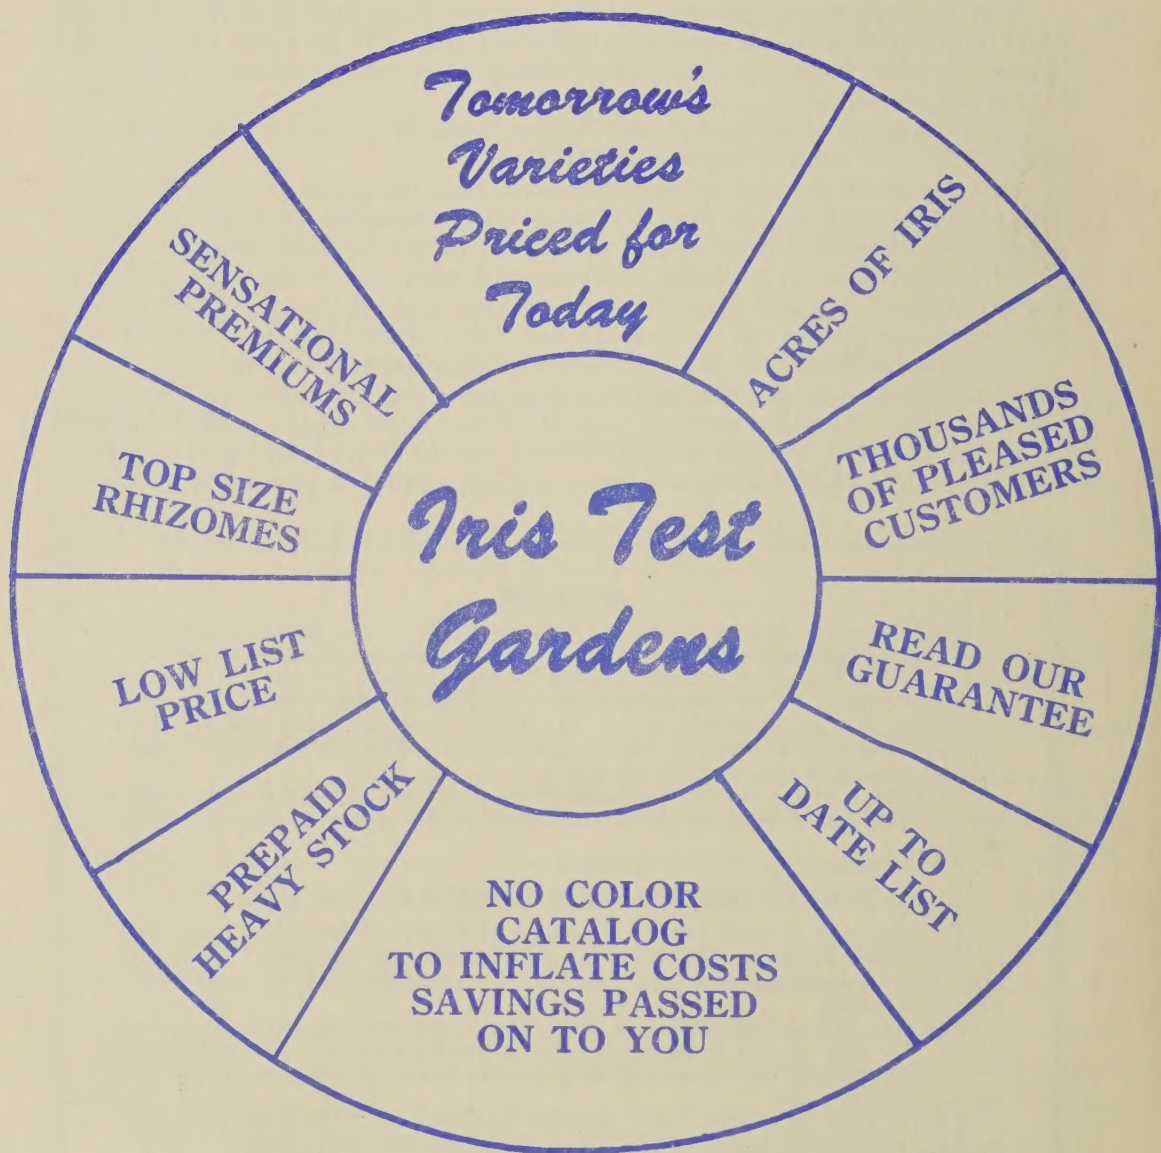 Tomorrow's
Varieties
Priced for
Today
ACRES OF IRIS
THOUSANDS
OF PLEASED
CUSTOMERS
READ OUR
GUARANTEE
UP TO
DATE LIST
NO COLOR
CATALOG
TO INFLATE COSTS
SAVINGS PASSED
ON TO YOU
PREPAID
HEAVY STOCK
LOW LIST
PRICE
TOP SIZE
RHIZOMES
SENSATIONAL
PREMIUMS
Iris Test
Gardens